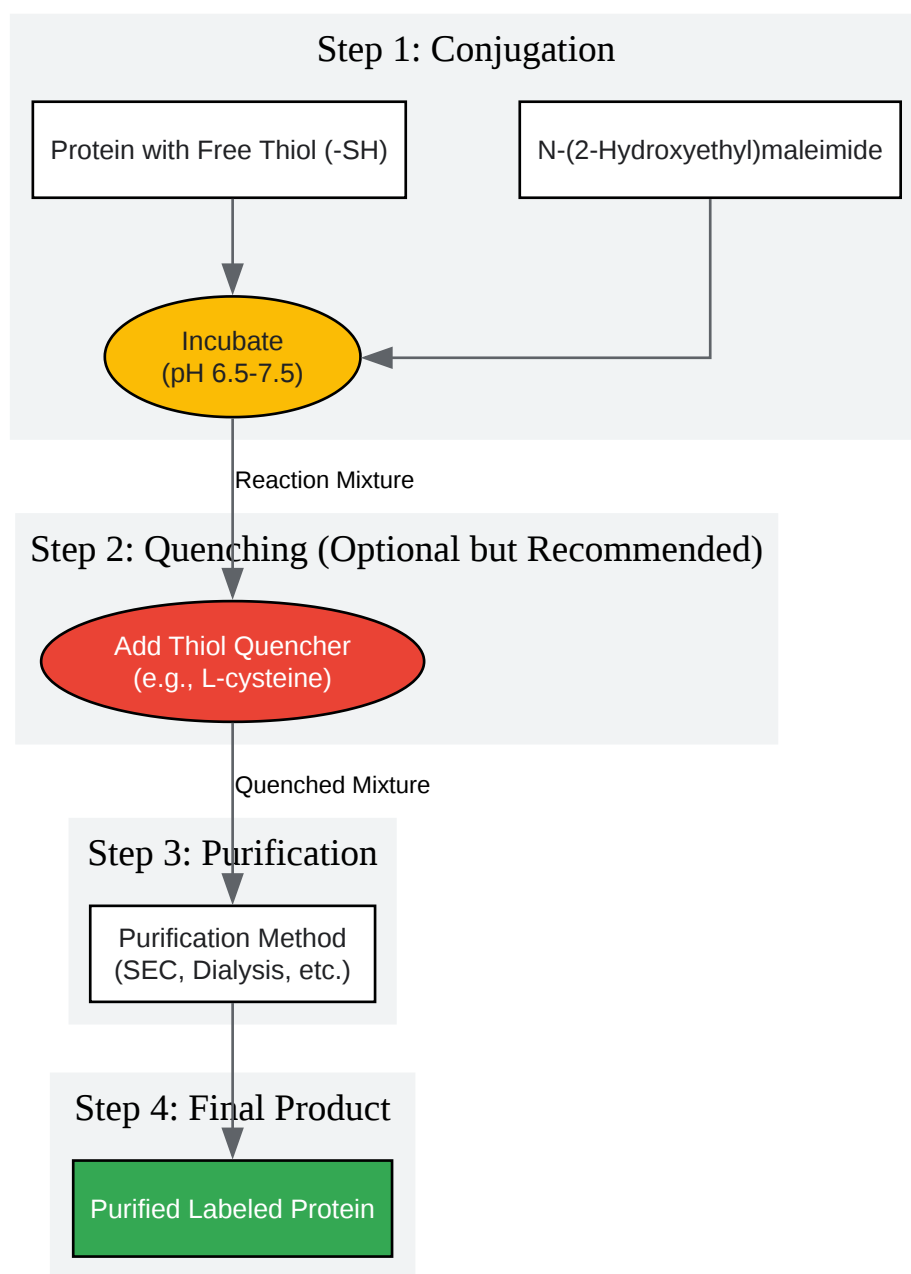 Step 1: Conjugation
Protein with Free Thiol (-SH)
N-(2-Hydroxyethyl)maleimide
Incubate
(pH 6.5-7.5)
Reaction Mixture
Step 2: Quenching (Optional but Recommended)
Add Thiol Quencher
(e.g., L-cysteine)
Quenched Mixture
Step 3: Purification
Purification Method
(SEC, Dialysis, etc.)
Step 4: Final Product
Purified Labeled Protein